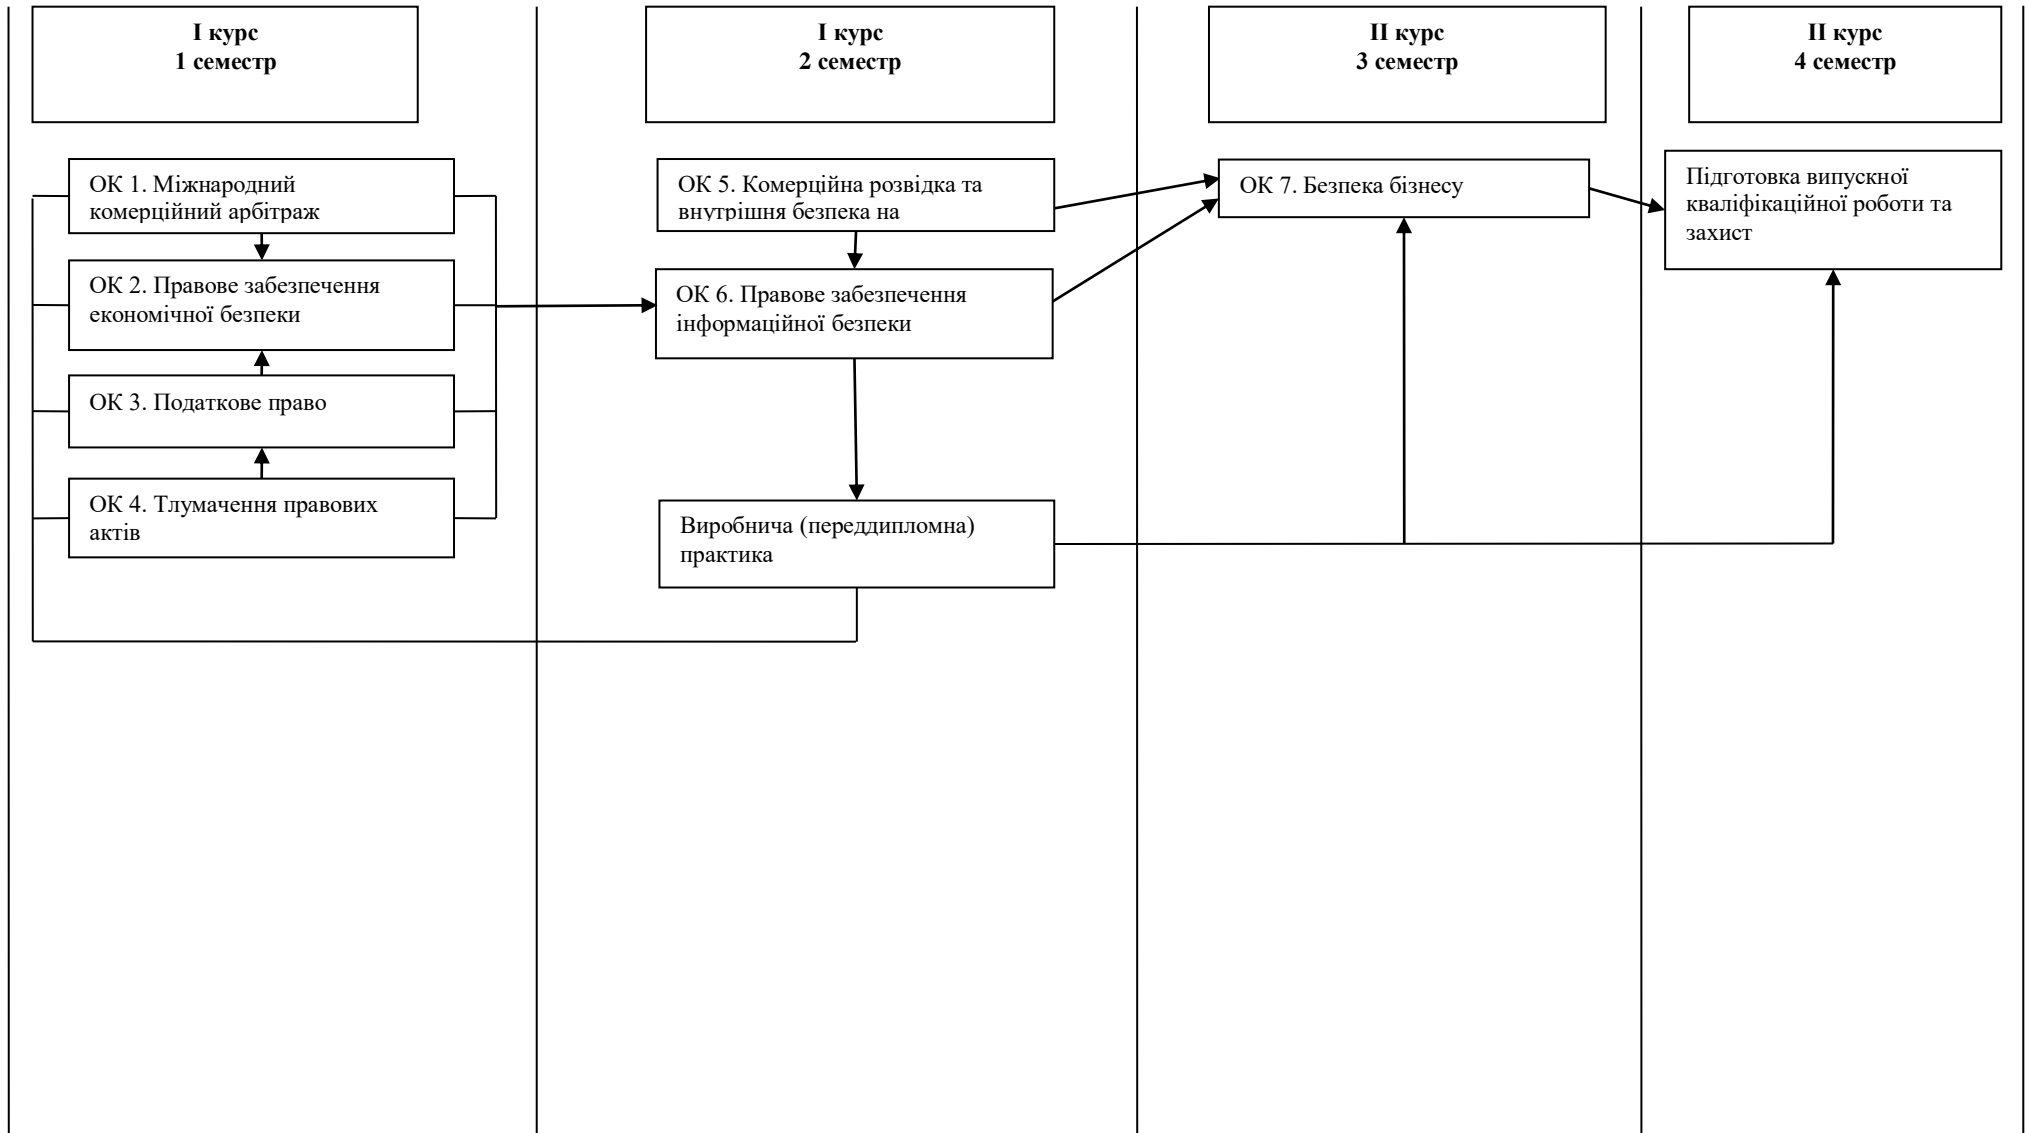 І курс
1 семестр
І курс
2 семестр
ІІ курс
3 семестр
ІІ курс
4 семестр
ОК 1. Міжнародний
комерційний арбітраж
ОК 2. Правове забезпечення
економічної безпеки
ОК 3. Податкове право
ОК 4. Тлумачення правових
актів
ОК 5. Комерційна розвідка та
внутрішня безпека на
ОК 6. Правове забезпечення
інформаційної безпеки
Виробнича (переддипломна)
практика
ОК 7. Безпека бізнесу
Підготовка випускної
кваліфікаційної роботи та
захист